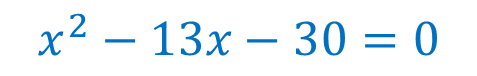 x² − 13x − 30 = 0